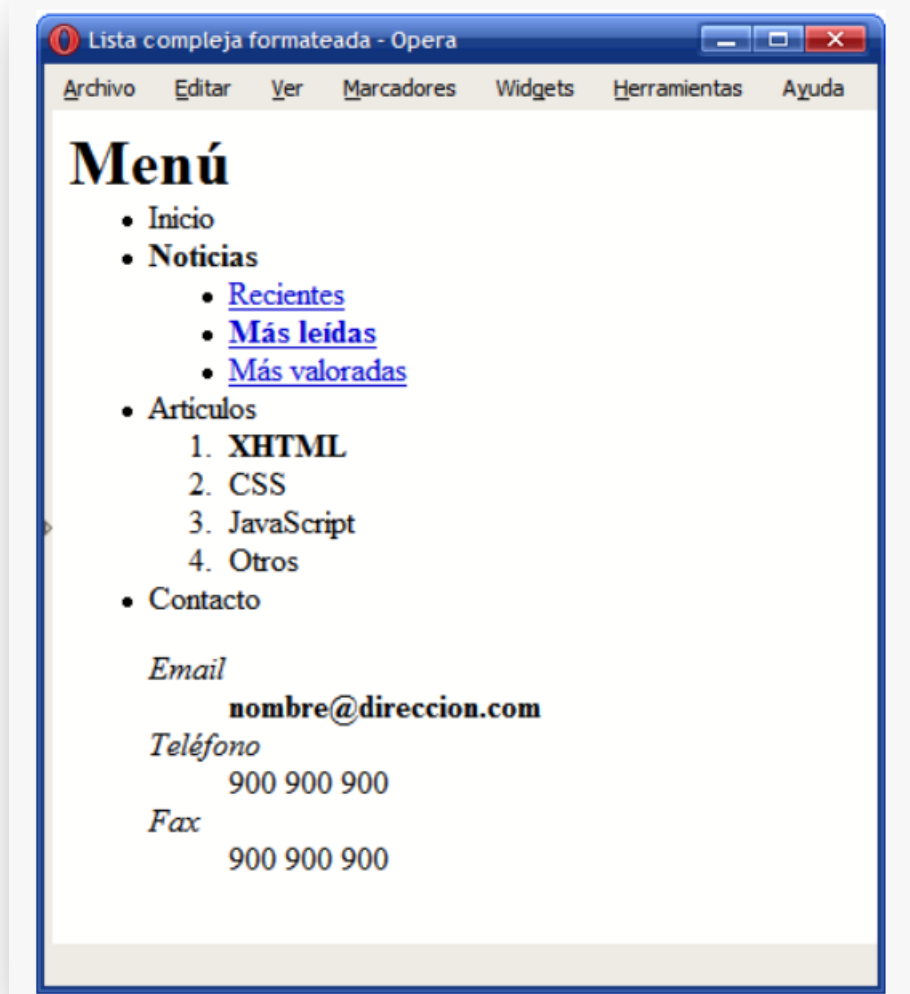 Lista compleja formateada - Opera
Archivo Editar Ver Marcadores Widgets Herramientas Ayuda
Menú
• Inicio
• Noticias
• Recientes
• Más leídas
• Más valoradas
• Artículos
1. XHTML
2. CSS
3. JavaScript
4. Otros
• Contacto
Email
nombre@direccion.com
Teléfono
900 900 900
Fax
900 900 900